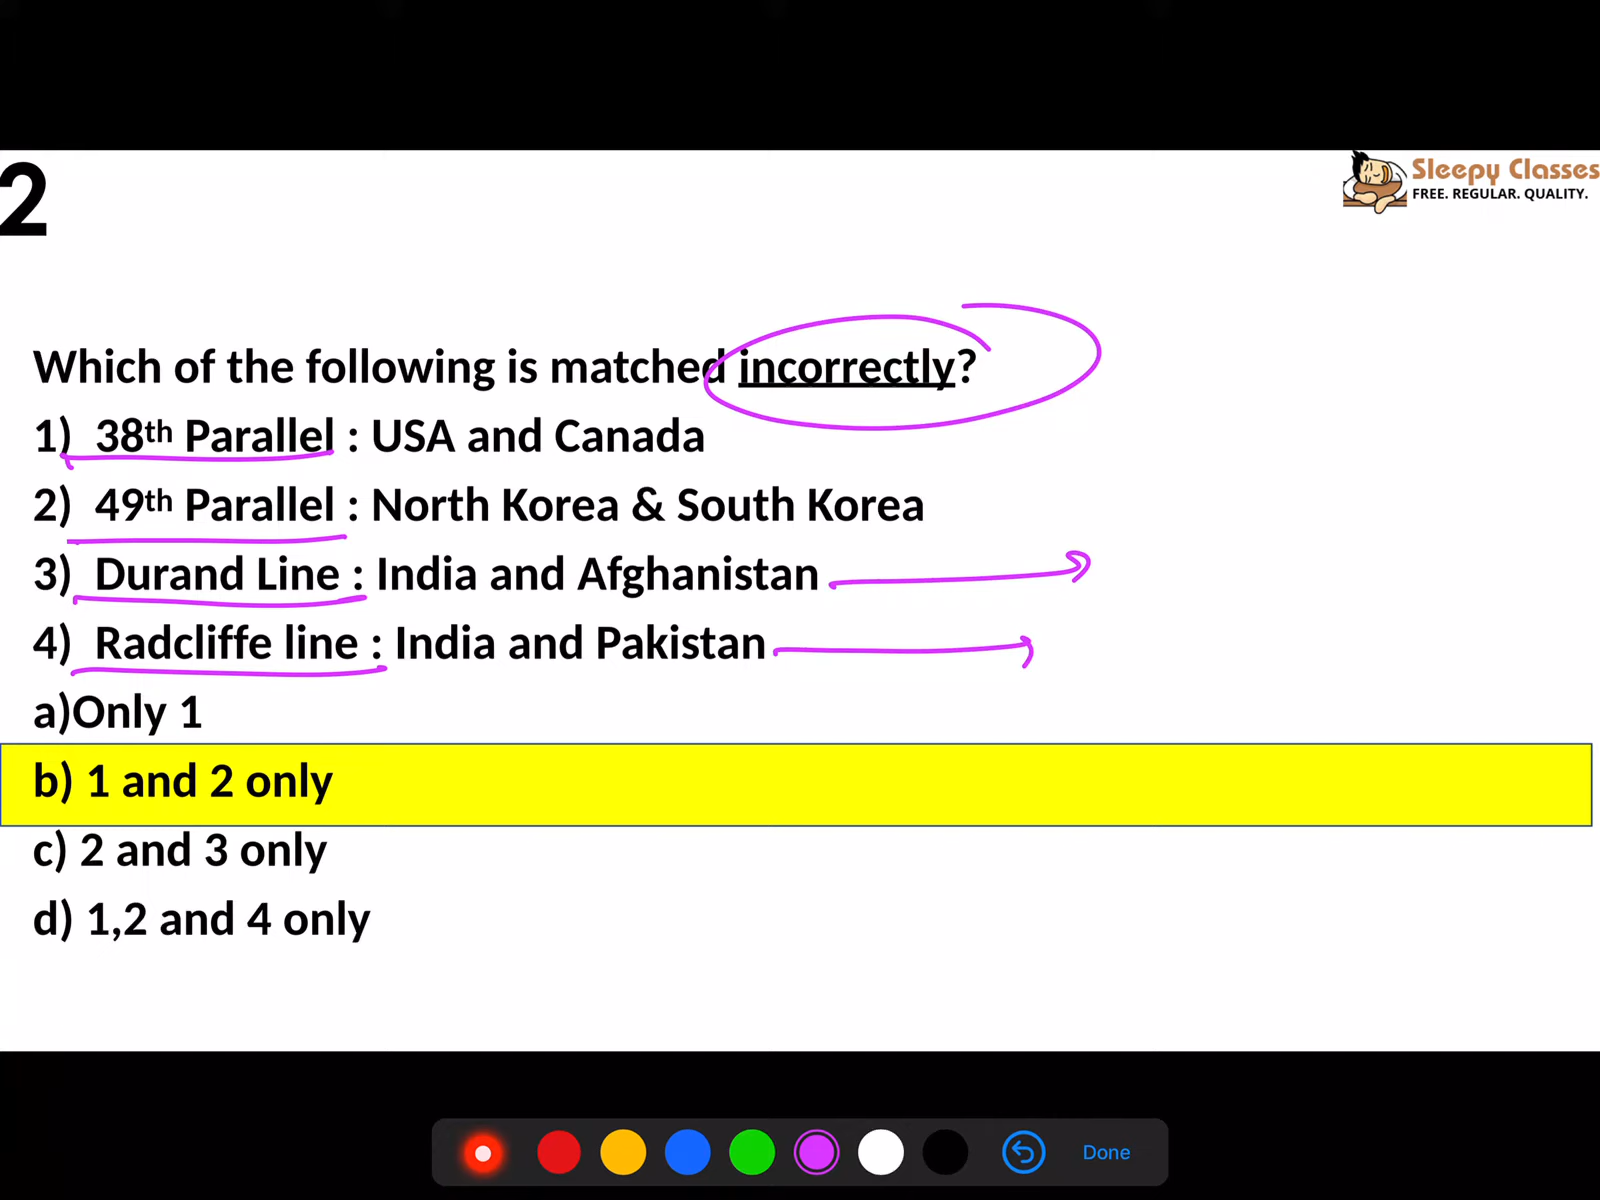 2
Sleepy Classes
FREE. REGULAR. QUALITY.
Which of the following is matched incorrectly?
1) 38th Parallel : USA and Canada
2) 49th Parallel : North Korea & South Korea
3) Durand Line : India and Afghanistan
4) Radcliffe line : India and Pakistan
a)Only 1
b) 1 and 2 only
c) 2 and 3 only
d) 1,2 and 4 only
Done